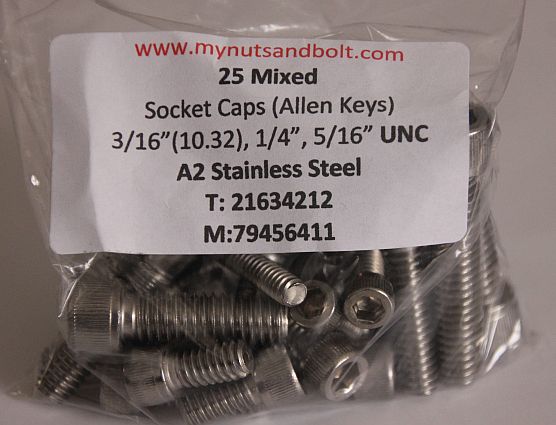 www.mynutsandbolt.com
25 Mixed
Socket Caps (Allen Keys)
3/16”(10.32), 1/4”, 5/16” UNC
A2 Stainless Steel
T: 21634212
M:79456411